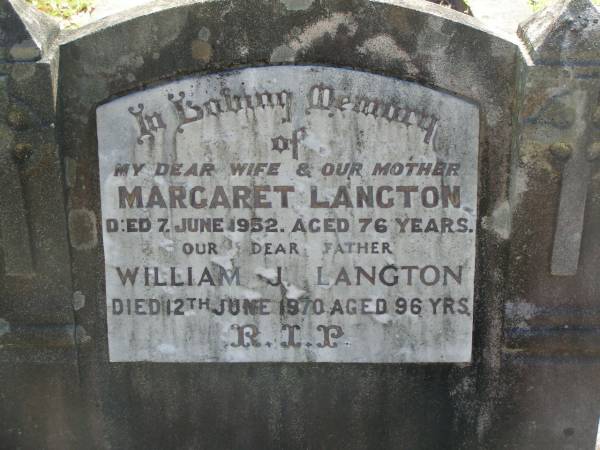 In Loving Memory
of
MY DEAR WIFE & OUR MOTHER
MARGARET LANGTON
DIED 7. JUNE 1952. AGED 76 YEARS.
OUR DEAR FATHER
WILLIAM J. LANGTON
DIED 12TH JUNE 1970 AGED 96 YRS
R.I.P.